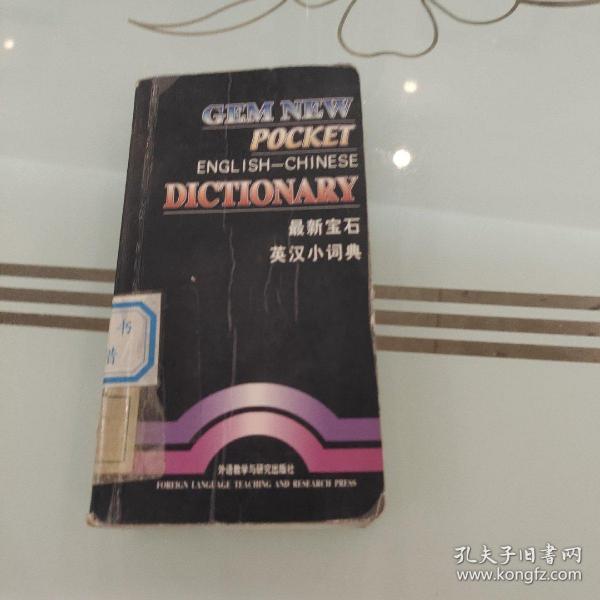 GEM NEW
POCKET
ENGLISH—CHINESE
DICTIONARY
最新宝石
英汉小词典
书
外语教学与研究出版社
FOREIGN LANGUAGE TEACHING AND RESEARCH PRESS
孔夫子旧书网
www.kongfz.com